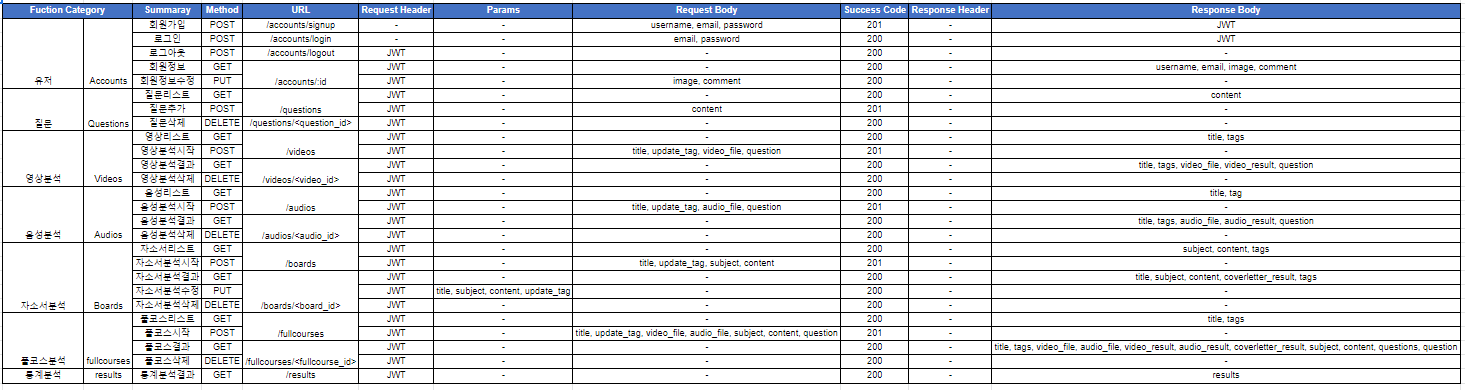 Fuction Category Summaray Method URL Request Header Params Request Body Success Code Response Header Response Body
회원가입 POST /accounts/signup - - username, email, password 201 - JWT
로그인 POST /accounts/login - - email, password 200 - JWT
로그아웃 POST /accounts/logout JWT - - 200 - -
회원정보 GET JWT - - 200 - username, email, image, comment
유저 Accounts 회원정보수정 PUT /accounts/:id JWT - image, comment 200 - -
질문리스트 GET JWT - - 200 - content
질문추가 POST /questions JWT - content 201 - -
질문 Questions 질문삭제 DELETE /questions/<question_id> JWT - - 200 - -
영상리스트 GET JWT - - 200 - title, tags
영상분석시작 POST /videos JWT - title, update_tag, video_file, question 201 - -
영상분석결과 GET JWT - - 200 - title, tags, video_file, video_result, question
영상분석 Videos 영상분석삭제 DELETE /videos/<video_id> JWT - - 200 - -
음성리스트 GET JWT - - 200 - title, tag
음성분석시작 POST /audios JWT - title, update_tag, audio_file, question 201 - -
음성분석결과 GET JWT - - 200 - title, tags, audio_file, audio_result, question
음성분석 Audios 음성분석삭제 DELETE /audios/<audio_id> JWT - - 200 - -
자소서리스트 GET JWT - - 200 - subject, content, tags
자소서분석시작 POST /boards JWT - title, update_tag, subject, content 201 - -
자소서분석결과 GET JWT - - 200 - title, subject, content, coverletter_result, tags
자소서분석수정 PUT JWT title, subject, content, update_tag - 200 - -
자소서분석 Boards 자소서분석삭제 DELETE /boards/<board_id> JWT - - 200 - -
풀코스리스트 GET JWT - - 200 - title, tags
풀코스시작 POST /fullcourses JWT - title, update_tag, video_file, audio_file, subject, content, question 201 - -
풀코스결과 GET JWT - - 200 - title, tags, video_file, audio_file, video_result, audio_result, coverletter_result, subject, content, questions, question
풀코스분석 fullcourses 풀코스삭제 DELETE /fullcourses/<fullcourse_id> JWT - - 200 - -
통계분석 results 통계분석결과 GET /results JWT - - 200 - results